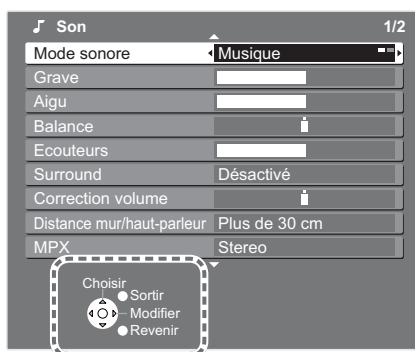 Son 1/2
Mode sonore Musique
Grave
Aigu
Balance
Ecouteurs
Surround Désactivé
Correction volume
Distance mur/haut-parleur Plus de 30 cm
MPX Stereo
Choisir
Sortir
Modifier
Revenir